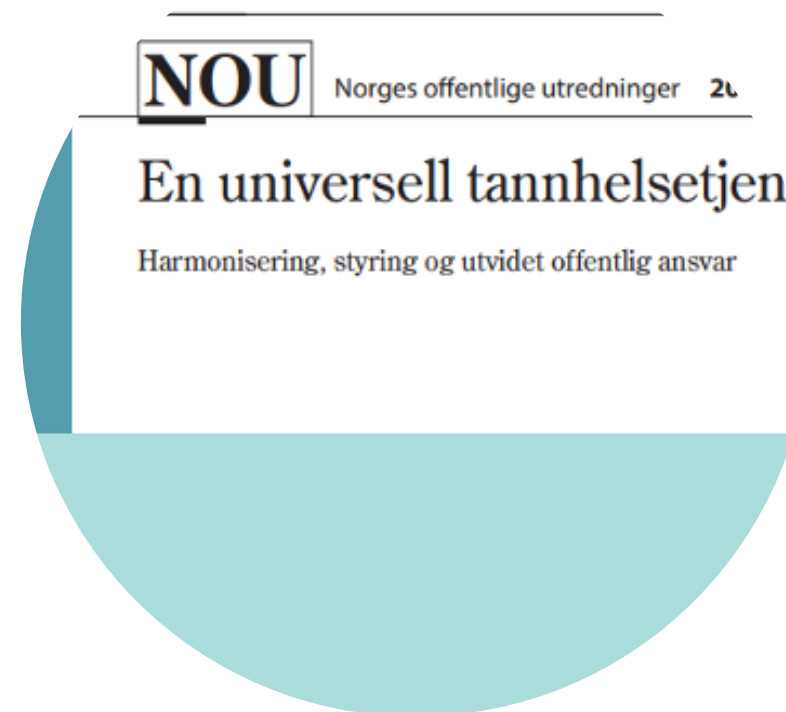 NOU Norges offentlige utredninger
En universell tannhelsetjen
Harmonisering, styring og utvidet offentlig ansvar